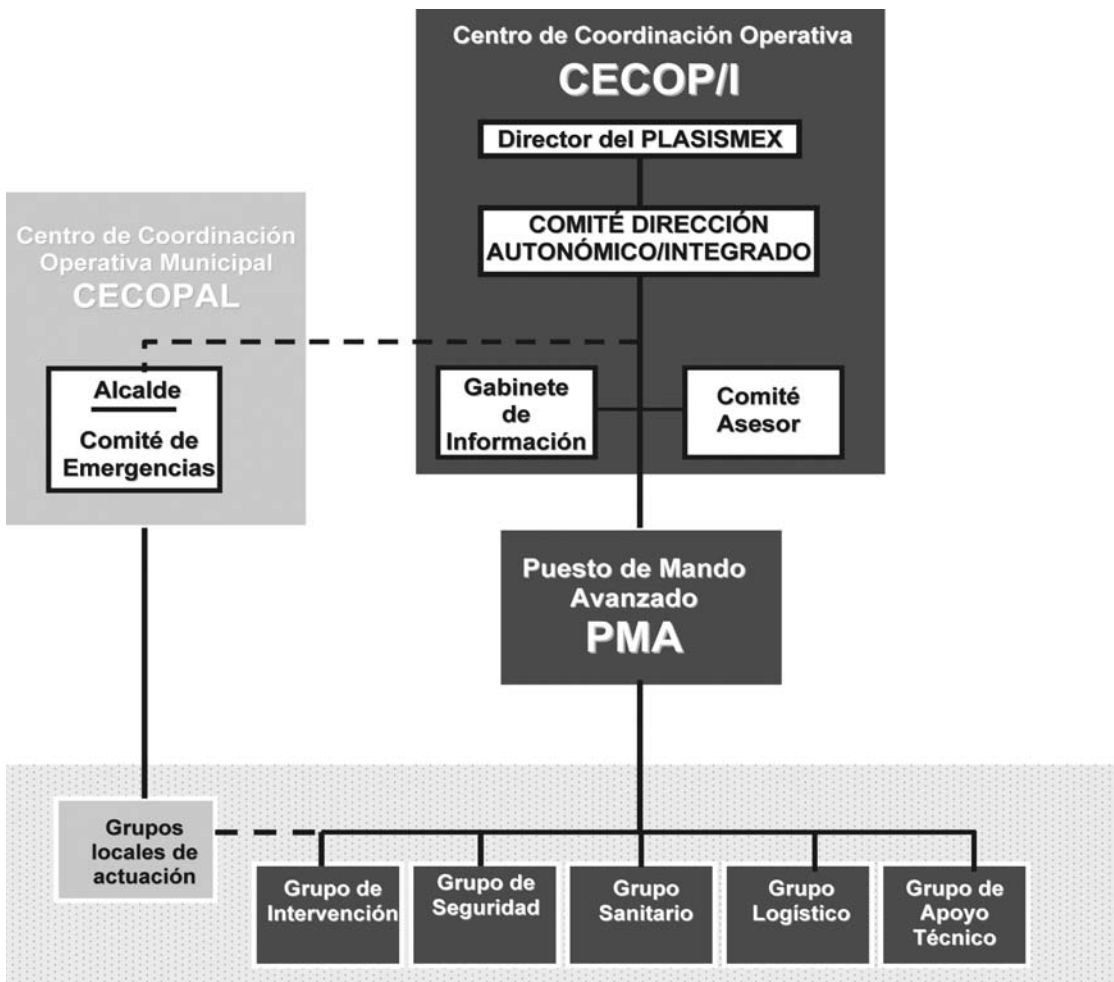 Centro de Coordinación Operativa
CECOP/I
Director del PLASISMEX
COMITÉ DIRECCIÓN
AUTONÓMICO/INTEGRADO
Centro de Coordinación
Operativa Municipal
CECOPAL
Alcalde
Comité de
Emergencias
Gabinete
de
Información
Comité
Asesor
Puesto de Mando
Avanzado
PMA
Grupos
locales de
actuación
Grupo de
Intervención
Grupo de
Seguridad
Grupo
Sanitario
Grupo
Logístico
Grupo de
Apoyo
Técnico